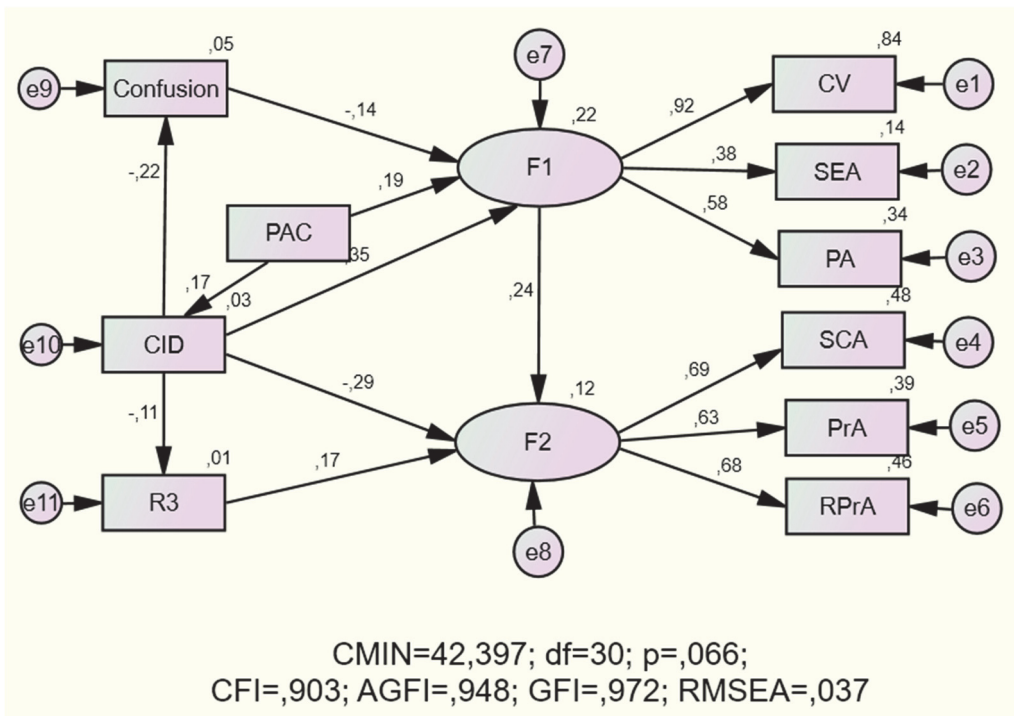 ,05
e7
,84
e9
Confusion
CV
e1
-,14
,22
,92
,14
F1
,38
SEA
e2
-,22
,19
,58
,34
PAC
,35
PA
e3
,17
,03
,24
,48
e10
CID
SCA
e4
-,29
,12
,69
,39
-,11
F2
,63
PrA
e5
,01
,17
,68
,46
e11
R3
RPrA
e6
e8
CMIN=42,397; df=30; p=,066;
CFI=,903; AGFI=,948; GFI=,972; RMSEA=,037